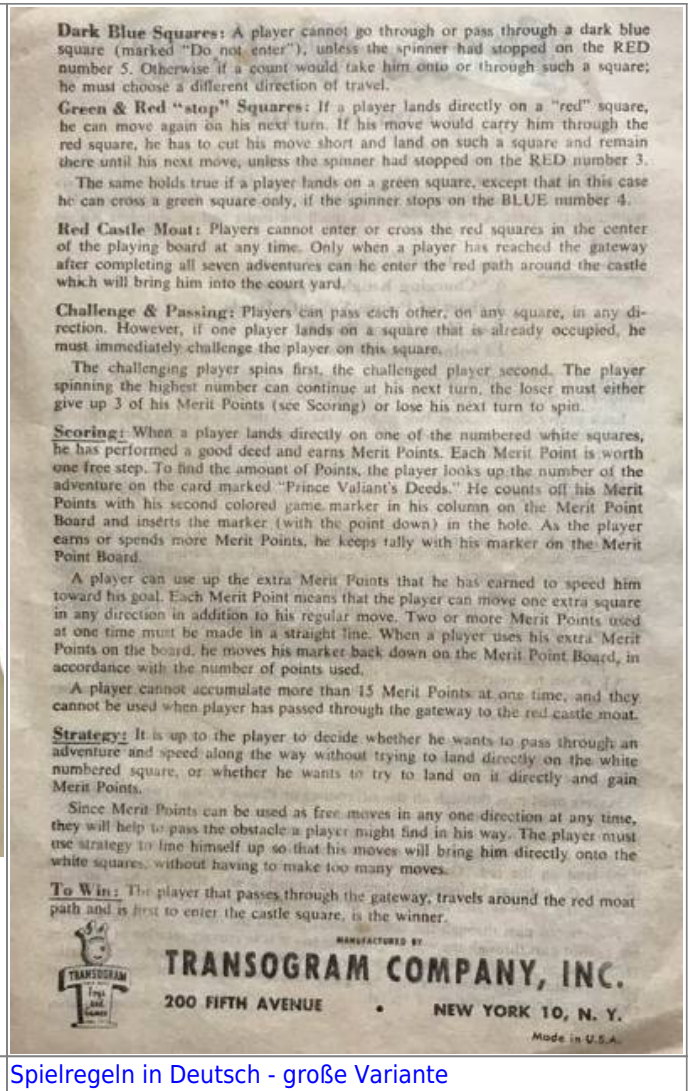 Dark Blue Squares: A player cannot go through or pass through a dark blue
square (marked "Do not enter"), unless the spinner had stopped on the RED
number 5. Otherwise if a count would take him onto or through such a square;
he must choose a different direction of travel.
Green & Red "stop" Squares: If a player lands directly on a "red" square,
he can move again on his next turn. If his move would carry him through the
red square, he has to cut his move short and land on such a square and remain
there until his next move, unless the spinner had stopped on the RED number 3.
The same holds true if a player lands on a green square, except that in this case
he can cross a green square only, if the spinner stops on the BLUE number 4.
Red Castle Moat: Players cannot enter or cross the red squares in the center
of the playing board at any time. Only when a player has reached the gateway
after completing all seven adventures can he enter the red path around the castle
which will bring him into the court yard.
Challenge & Passing: Players can pass each other, on any square, in any di-
rection. However, if one player lands on a square that is already occupied, he
must immediately challenge the player on this square.
The challenging player spins first, the challenged player second. The player
spinning the highest number can continue at his next turn, the loser must either
give up 3 of his Merit Points (see Scoring) or lose his next turn to spin.
Scoring: When a player lands directly on one of the numbered white squares,
he has performed a good deed and earns Merit Points. Each Merit Point is worth
one free step. To find the amount of Points, the player looks up the number of the
adventure on the card marked "Prince Valiant's Deeds." He counts off his Merit
Points with his second colored game marker in his column on the Merit Point
Board and inserts the marker (with the point down) in the hole. As the player
earns or spends more Merit Points, he keeps tally with his marker on the Merit
Point Board.
A player can use up the extra Merit Points that he has earned to speed him
toward his goal. Each Merit Point means that the player can move one extra square
in any direction in addition to his regular move. Two or more Merit Points used
at one time must be made in a straight line. When a player uses his extra Merit
Points on the board, he moves his marker back down on the Merit Point Board, in
accordance with the number of points used.
A player cannot accumulate more than 15 Merit Points at one time, and they
cannot be used when player has passed through the gateway to the red castle moat.
Strategy: It is up to the player to decide whether he wants to pass through an
adventure and speed along the way without trying to land directly on the white
numbered square, or whether he wants to try to land on it directly and gain
Merit Points.
Since Merit Points can be used as free moves in any one direction at any time,
they will help to pass the obstacle a player might find in his way. The player must
use strategy to line himself up so that his moves will bring him directly onto the
white squares, without having to make too many moves.
To Win: The player that passes through the gateway, travels around the red moat
path and is first to enter the castle square, is the winner.
MANUFACTURED BY
TRANSOGRAM COMPANY, INC.
TRANSOGRAM
Toys
and
Games
200 FIFTH AVENUE • NEW YORK 10, N. Y.
Made in U.S.A.
Spielregeln in Deutsch - große Variante